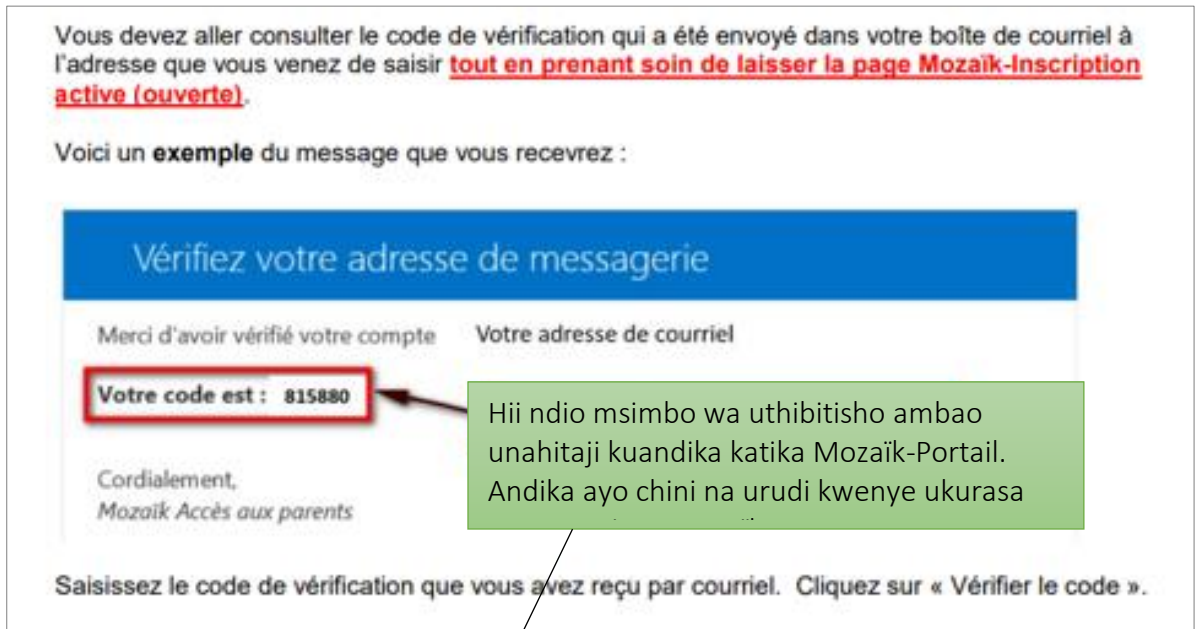 Vous devez aller consulter le code de vérification qui a été envoyé dans votre boîte de courriel à
l'adresse que vous venez de saisir tout en prenant soin de laisser la page Mozaïk-Inscription
active (ouverte).
Voici un exemple du message que vous recevrez :
Vérifiez votre adresse de messagerie
Merci d'avoir vérifié votre compte Votre adresse de courriel
Votre code est : 815880
Hii ndio msimbo wa uthibitisho ambao
unahitaji kuandika katika Mozaïk-Portail.
Andika ayo chini na urudi kwenye ukurasa
Cordialement,
Mozaïk Accès aux parents
Saisissez le code de vérification que vous avez reçu par courriel. Cliquez sur « Vérifier le code ».